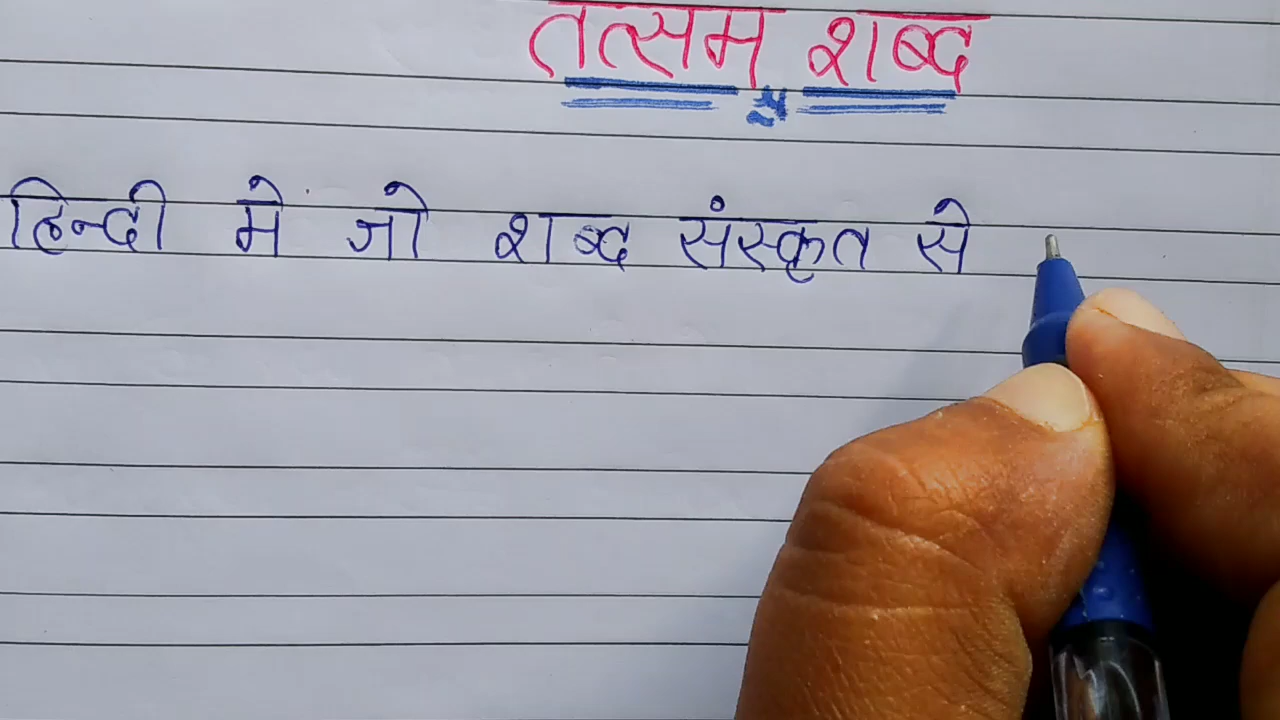 तत्सम शब्द
हिन्दी में जो शब्द संस्कृत से